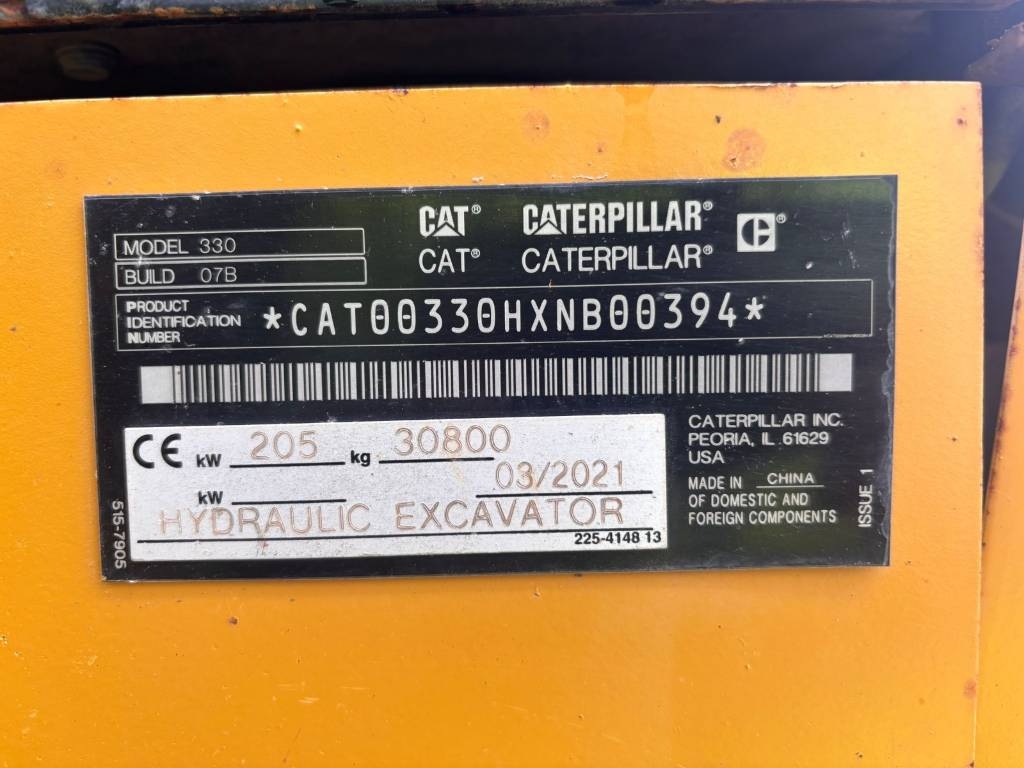 CAT® CATERPILLAR® ®
CAT® CATERPILLAR®
MODEL 330
BUILD 07B
PRODUCT
IDENTIFICATION
NUMBER
*CAT00330HXNB00394*
CE kW 205 kg 30800
kW 03/2021
HYDRAULIC EXCAVATOR
225-4148 13
CATERPILLAR INC.
PEORIA, IL 61629
USA
MADE IN CHINA
OF DOMESTIC AND
FOREIGN COMPONENTS
ISSUE 1
515-7905